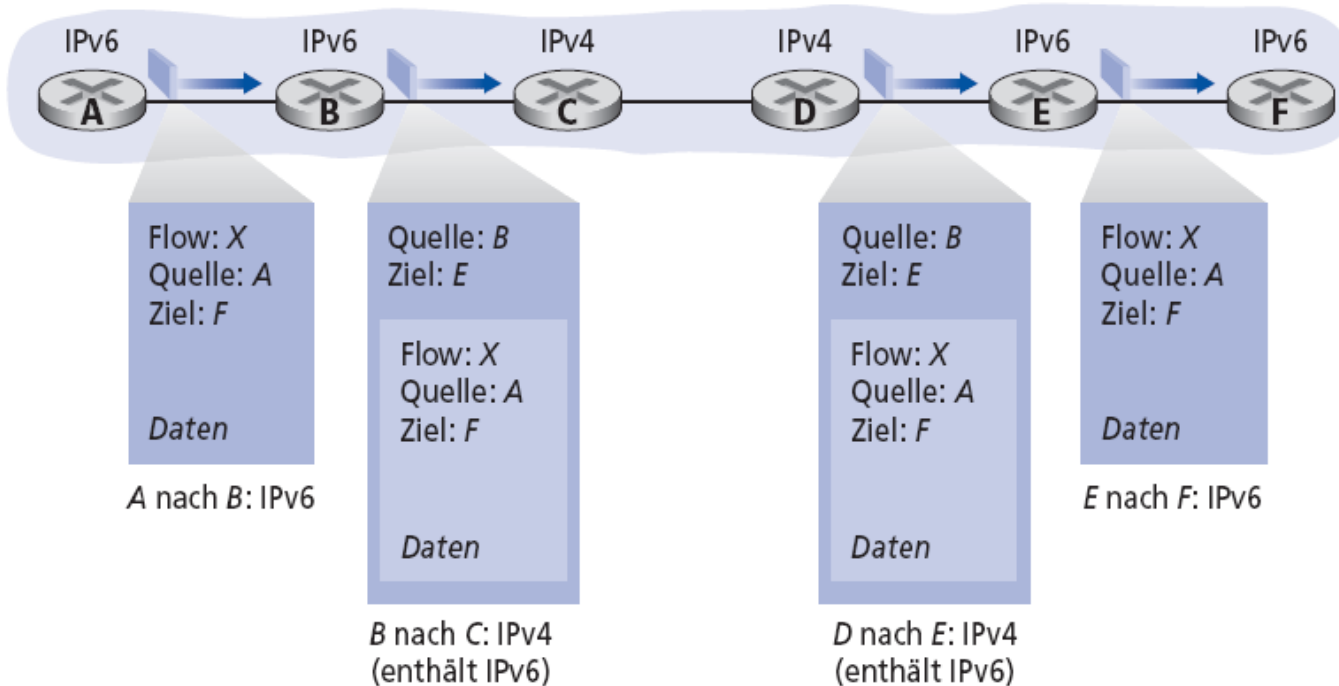 IPv6
IPv6
IPv4
IPv4
IPv6
IPv6
A
B
C
D
E
F
Flow: X
Quelle: A
Ziel: F
Daten
A nach B: IPv6
Quelle: B
Ziel: E
Flow: X
Quelle: A
Ziel: F
Daten
B nach C: IPv4
(enthält IPv6)
Quelle: B
Ziel: E
Flow: X
Quelle: A
Ziel: F
Daten
D nach E: IPv4
(enthält IPv6)
Flow: X
Quelle: A
Ziel: F
Daten
E nach F: IPv6